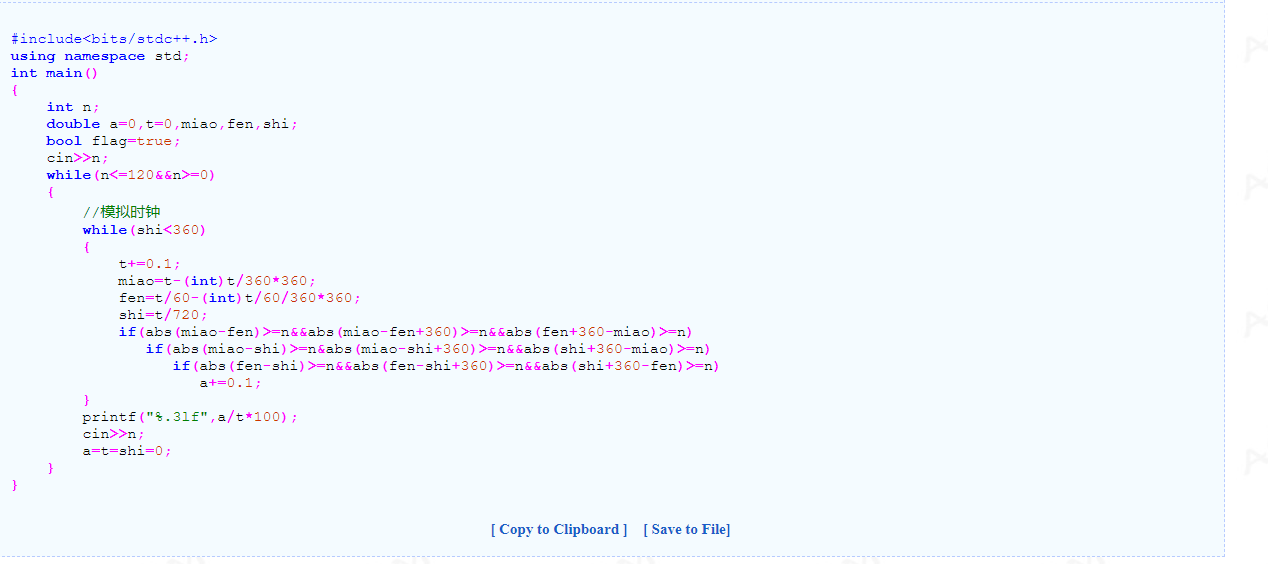 #include<bits/stdc++.h>
using namespace std;
int main()
{
    int n;
    double a=0,t=0,miao,fen,shi;
    bool flag=true;
    cin>>n;
    while(n<=120&&n>=0)
    {
        //模拟时钟
        while(shi<360)
        {
            t+=0.1;
            miao=t-(int)t/360*360;
            fen=t/60-(int)t/60/360*360;
            shi=t/720;
            if(abs(miao-fen)>=n&&abs(miao-fen+360)>=n&&abs(fen+360-miao)>=n)
               if(abs(miao-shi)>=n&abs(miao-shi+360)>=n&&abs(shi+360-miao)>=n)
                  if(abs(fen-shi)>=n&&abs(fen-shi+360)>=n&&abs(shi+360-fen)>=n)
                     a+=0.1;
        }
        printf("%.3lf",a/t*100);
        cin>>n;
        a=t=shi=0;
    }
}
[ Copy to Clipboard ] [ Save to File]